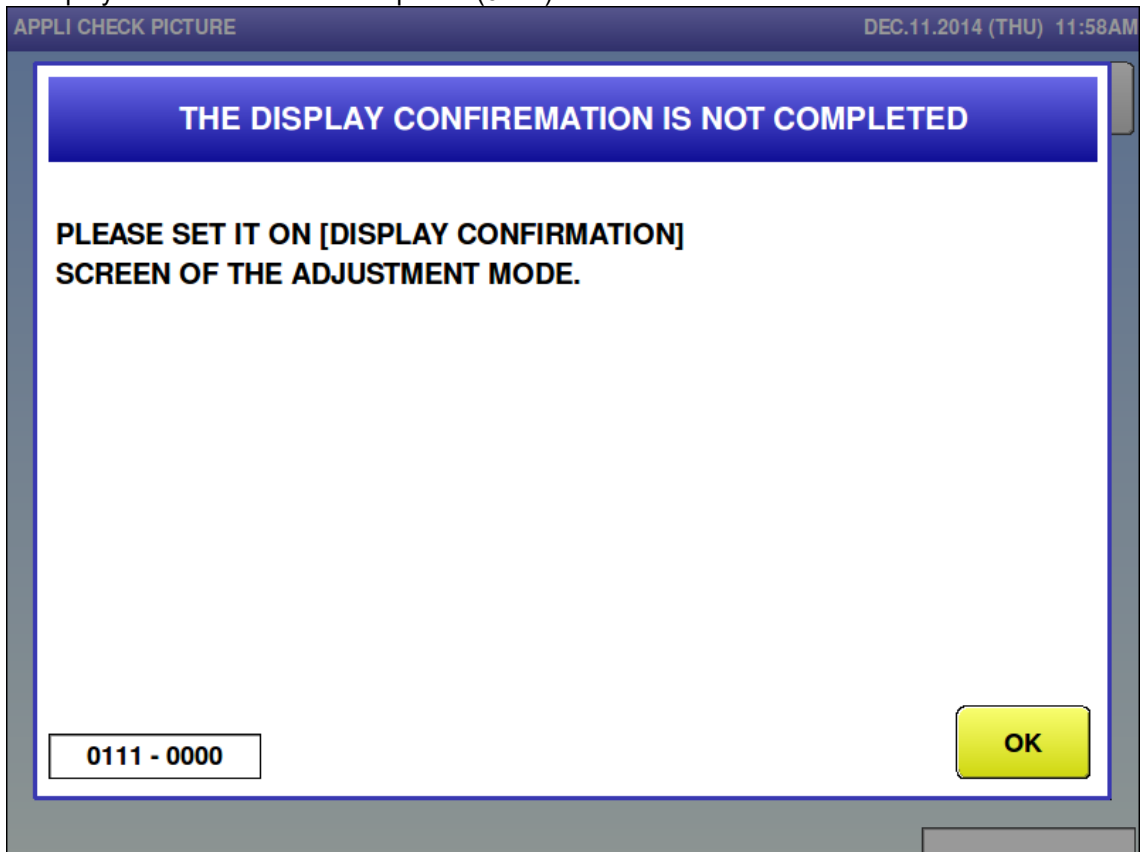 APPLI CHECK PICTURE
DEC.11.2014 (THU) 11:58AM
THE DISPLAY CONFIREMATION IS NOT COMPLETED
PLEASE SET IT ON [DISPLAY CONFIRMATION]
SCREEN OF THE ADJUSTMENT MODE.
0111 - 0000
OK